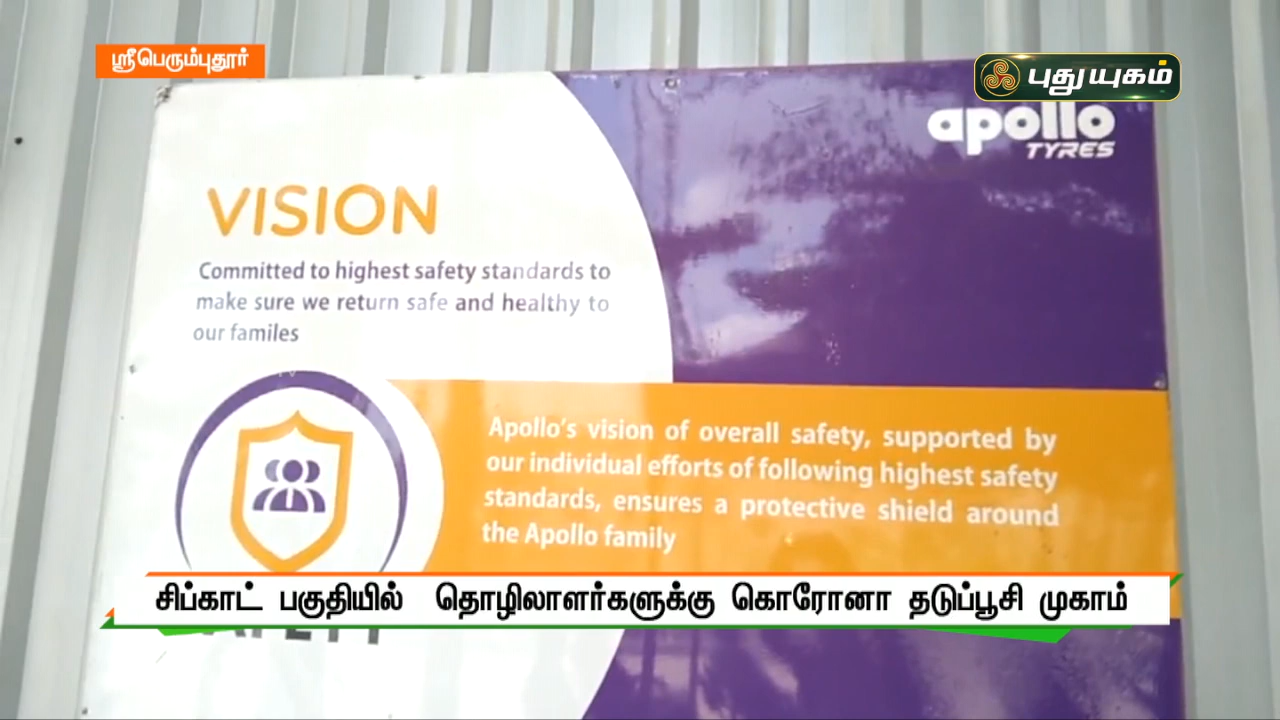 ஸ்ரீபெரும்புதூர்
புதுயுகம்
apollo
TYRES
VISION
Committed to highest safety standards to
make sure we return safe and healthy to
our familes
Apollo's vision of overall safety, supported by
our individual efforts of following highest safety
standards, ensures a protective shield around
the Apollo family
சிப்காட் பகுதியில் தொழிலாளர்களுக்கு கொரோனா தடுப்பூசி முகாம்